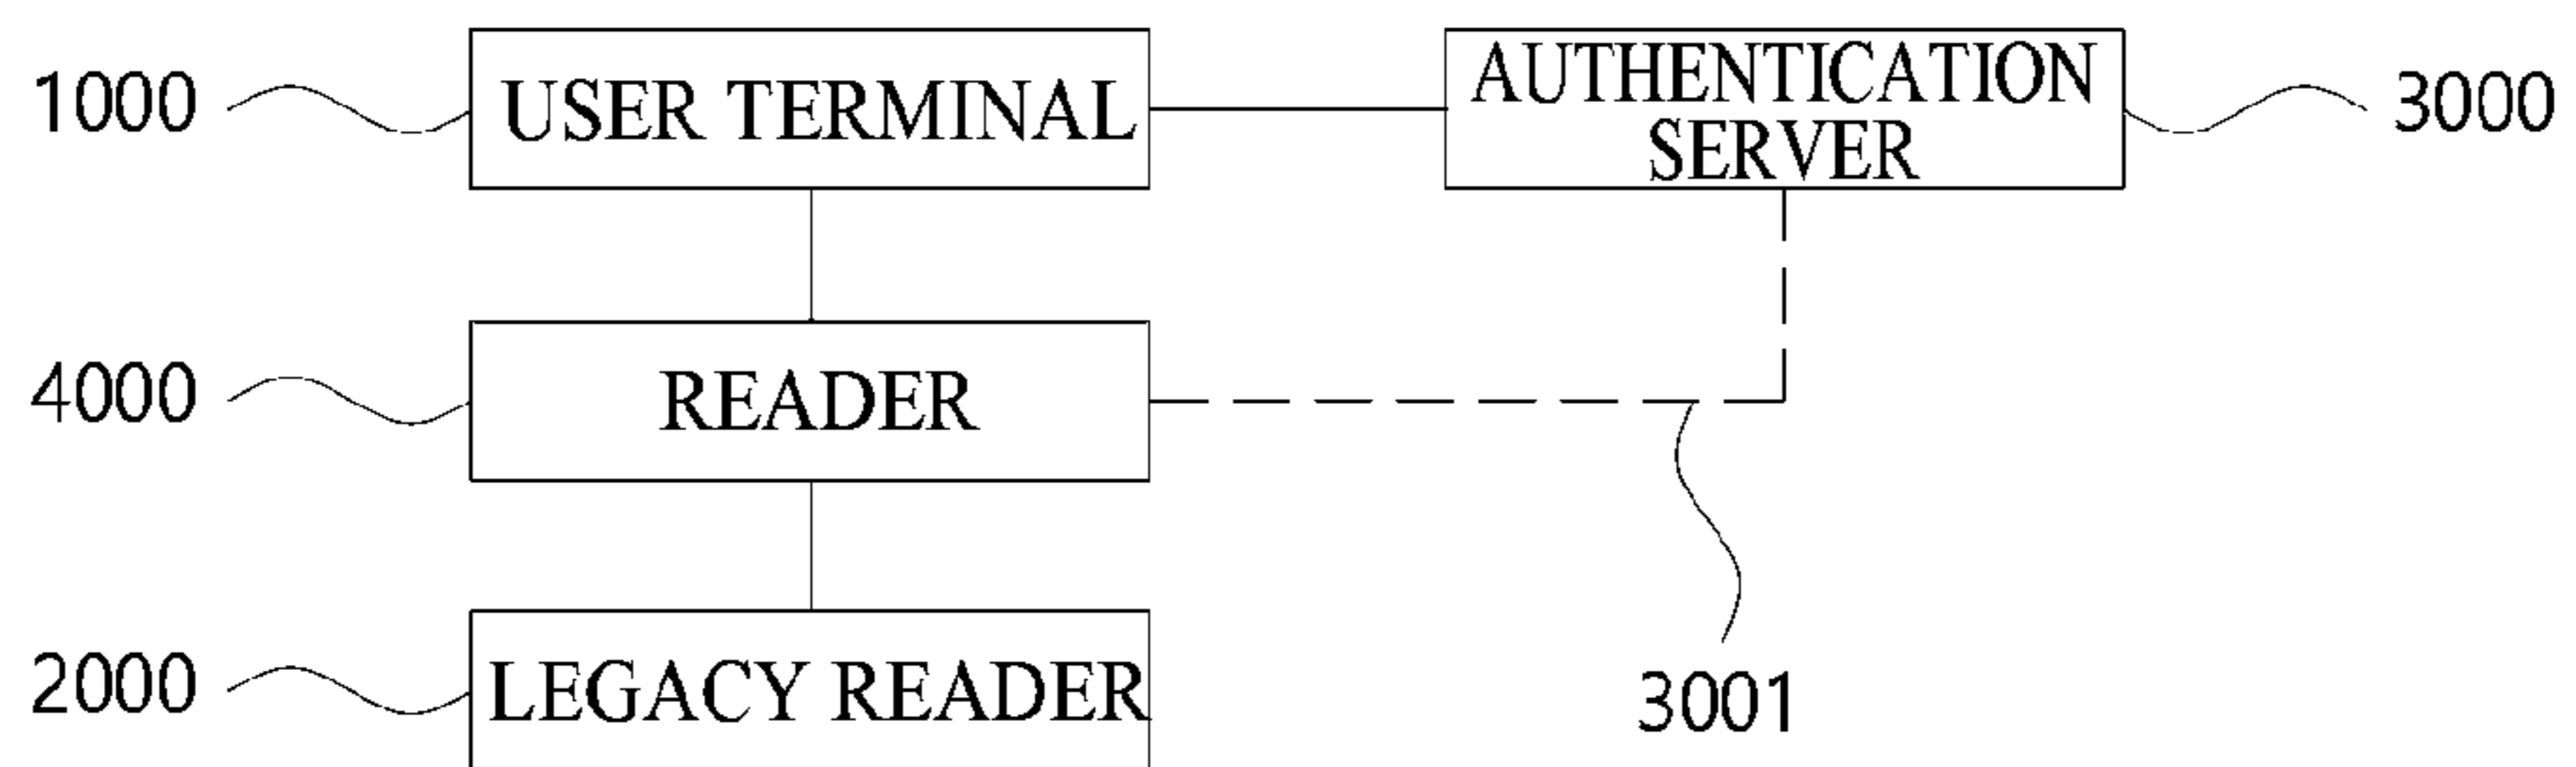 1000
USER TERMINAL
AUTHENTICATION
SERVER
3000
4000
READER
2000
LEGACY READER
3001